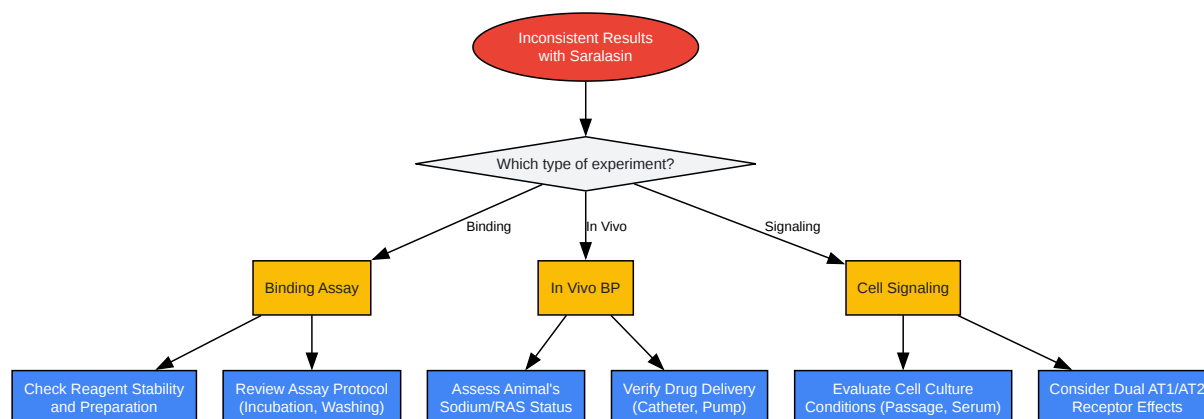 Inconsistent Results
with Saralasin
Which type of experiment?
Binding
In Vivo
Signaling
Binding Assay
In Vivo BP
Cell Signaling
Check Reagent Stability
and Preparation
Review Assay Protocol
(Incubation, Washing)
Assess Animal's
Sodium/RAS Status
Verify Drug Delivery
(Catheter, Pump)
Evaluate Cell Culture
Conditions (Passage, Serum)
Consider Dual AT1/AT2
Receptor Effects